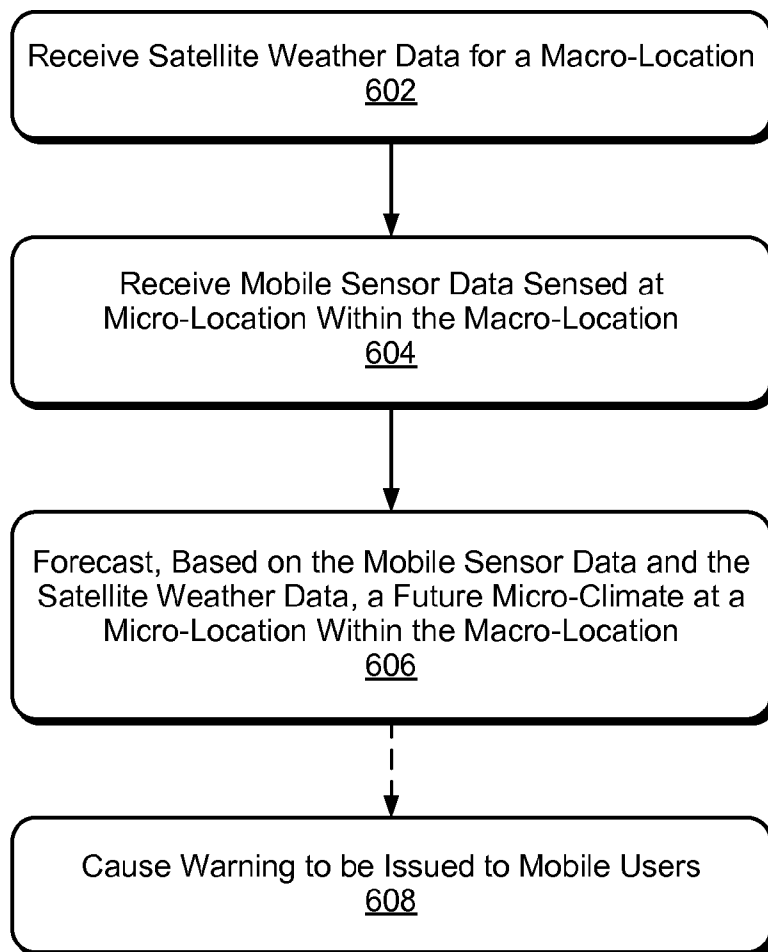 Receive Satellite Weather Data for a Macro-Location
602
Receive Mobile Sensor Data Sensed at
Micro-Location Within the Macro-Location
604
Forecast, Based on the Mobile Sensor Data and the
Satellite Weather Data, a Future Micro-Climate at a
Micro-Location Within the Macro-Location
606
Cause Warning to be Issued to Mobile Users
608